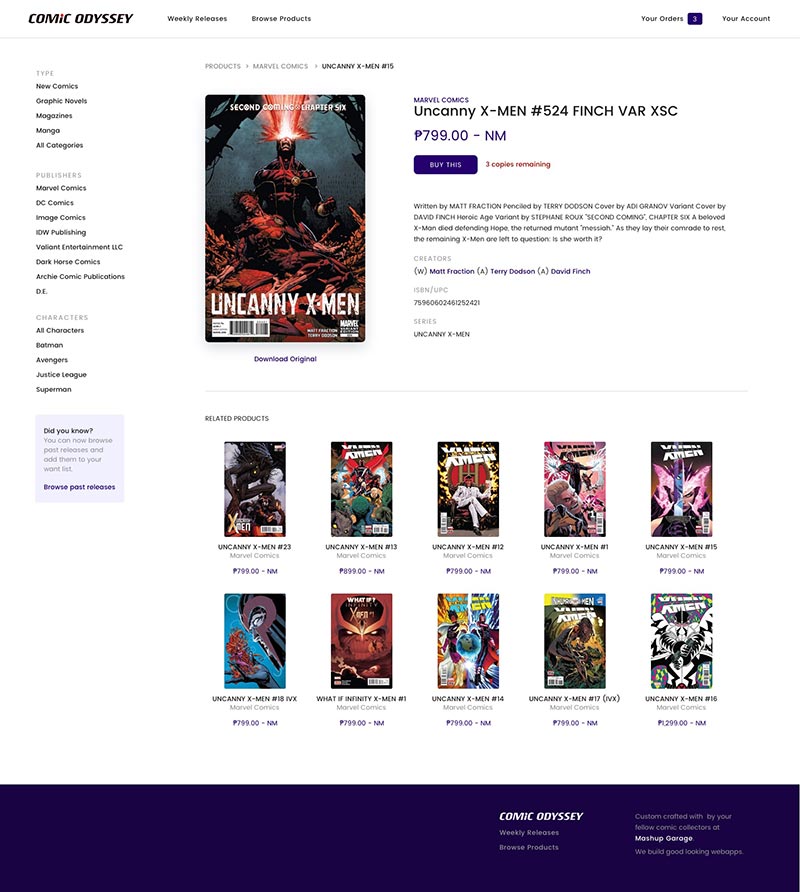 COMIC ODYSSEY
Weekly Releases
Browse Products
Your Orders 3
Your Account
PRODUCTS > MARVEL COMICS > UNCANNY X-MEN #15
TYPE
New Comics
Graphic Novels
Magazines
Manga
All Categories
PUBLISHERS
Marvel Comics
DC Comics
Image Comics
IDW Publishing
Valiant Entertainment LLC
Dark Horse Comics
Archie Comic Publications
D.E.
CHARACTERS
All Characters
Batman
Avengers
Justice League
Superman
Did you know?
You can now browse
past releases and
add them to your
want list.
Browse past releases
SECOND COMING: CHAPTER SIX
UNCANNY X-MEN
MATT FRACTION
TERRY DODSON
MARVEL
Download Original
MARVEL COMICS
Uncanny X-MEN #524 FINCH VAR XSC
₱799.00 - NM
BUY THIS
3 copies remaining
Written by MATT FRACTION Penciled by TERRY DODSON Cover by ADI GRANOV Variant Cover by
DAVID FINCH Heroic Age Variant by STEPHANE ROUX "SECOND COMING", CHAPTER SIX A beloved
X-Man died defending Hope, the returned mutant "messiah." As they lay their comrade to rest,
the remaining X-Men are left to question: Is she worth it?
CREATORS
(W) Matt Fraction (A) Terry Dodson (A) David Finch
ISBN/UPC
75960602461252421
SERIES
UNCANNY X-MEN
RELATED PRODUCTS
UNCANNY X-MEN #23
Marvel Comics
₱799.00 - NM
UNCANNY X-MEN #13
Marvel Comics
₱899.00 - NM
UNCANNY X-MEN #12
Marvel Comics
₱799.00 - NM
UNCANNY X-MEN #1
Marvel Comics
₱799.00 - NM
UNCANNY X-MEN #15
Marvel Comics
₱799.00 - NM
UNCANNY X-MEN #18 IVX
Marvel Comics
₱799.00 - NM
WHAT IF? INFINITY X-MEN #1
WHAT IF INFINITY X-MEN #1
Marvel Comics
₱799.00 - NM
UNCANNY X-MEN #14
Marvel Comics
₱799.00 - NM
UNCANNY X-MEN #17 (IVX)
Marvel Comics
₱799.00 - NM
UNCANNY X-MEN #16
Marvel Comics
₱1,299.00 - NM
COMIC ODYSSEY
Weekly Releases
Browse Products
Custom crafted with by your
fellow comic collectors at
Mashup Garage.
We build good looking webapps.